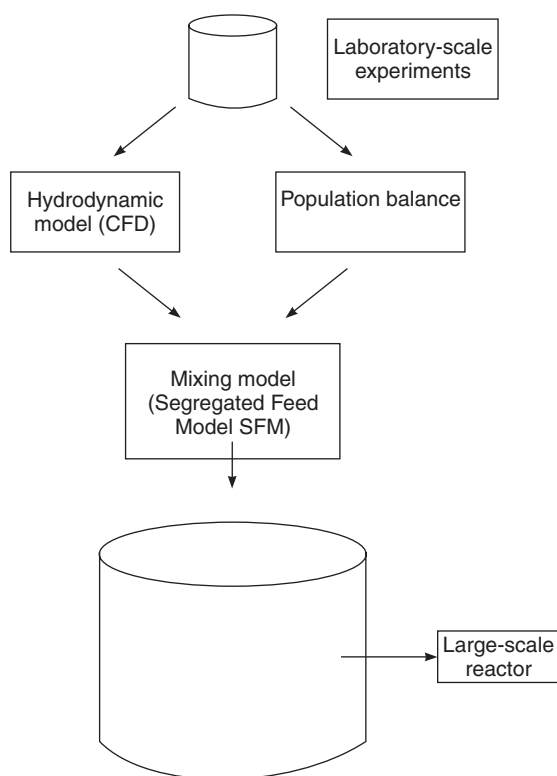 Laboratory-scale
experiments
Hydrodynamic
model (CFD)
Population balance
Mixing model
(Segregated Feed
Model SFM)
Large-scale
reactor